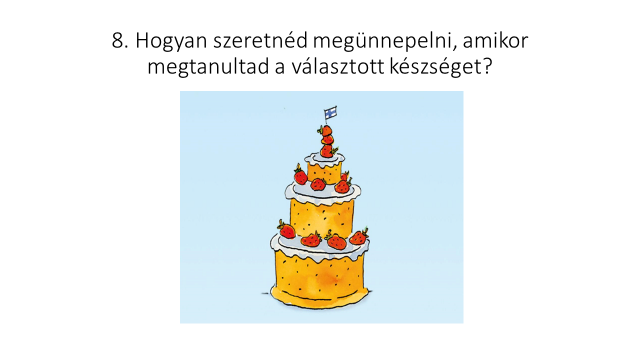 8. Hogyan szeretnéd megünnepelni, amikor
megtanultad a választott készséget?